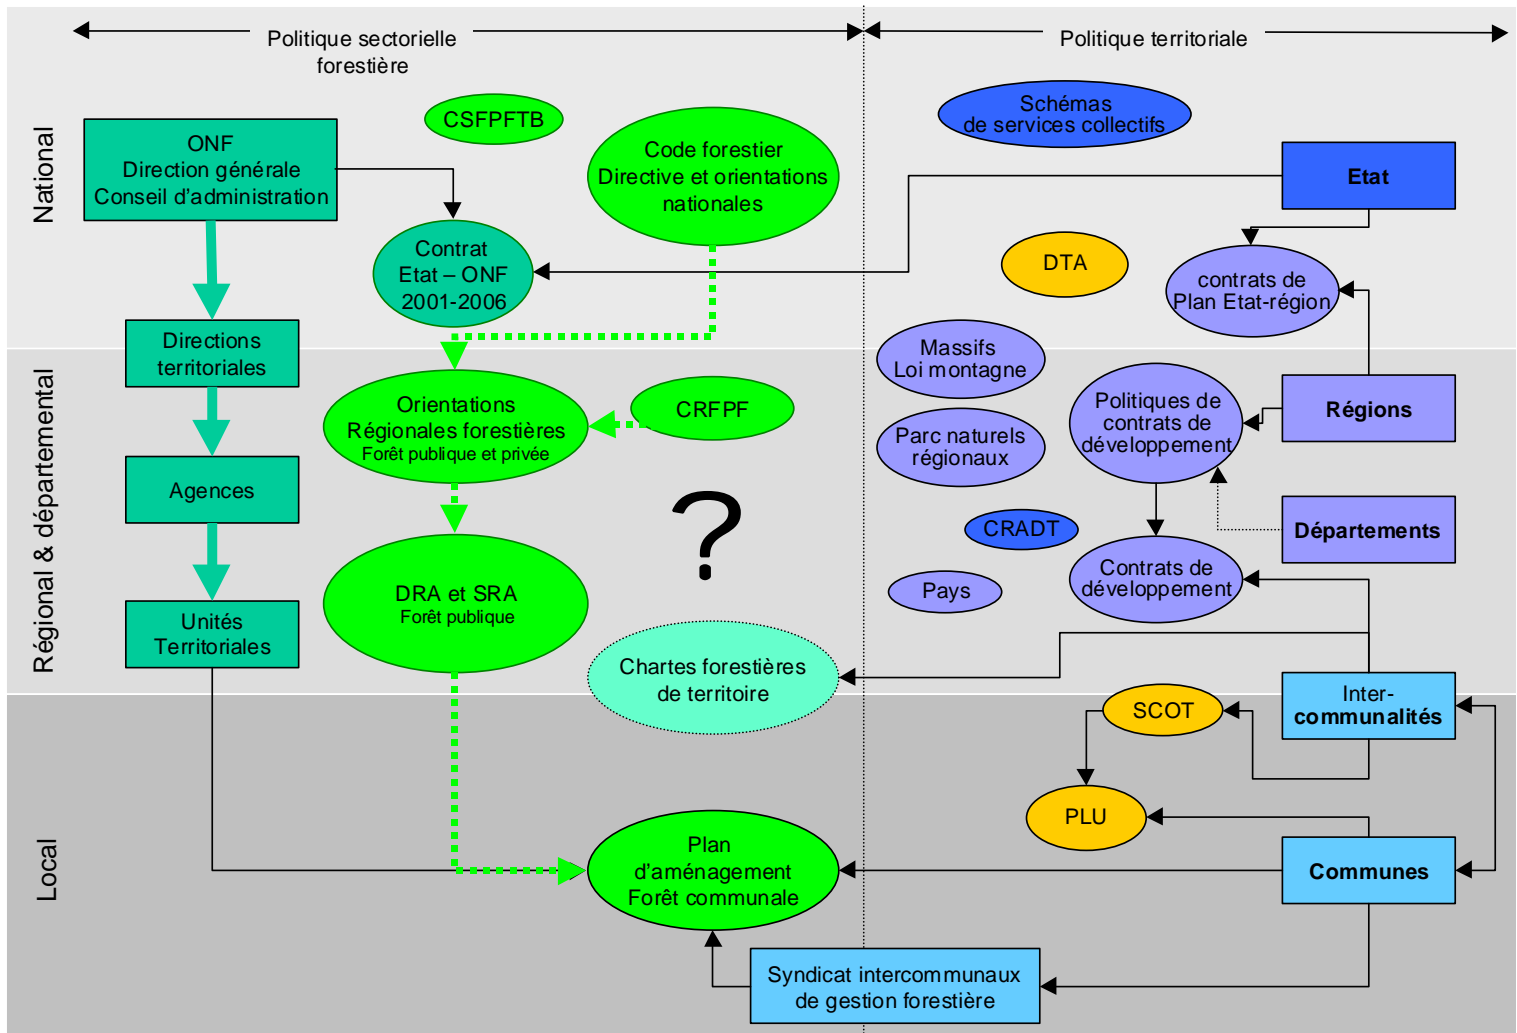 Politique sectorielle
forestière
Politique territoriale
National
CSFPFTB
ONF
Direction générale
Conseil d'administration
Code forestier
Directive et orientations
nationales
Schémas
de services collectifs
Etat
Contrat
Etat – ONF
2001-2006
DTA
contrats de
Plan Etat-région
Directions
territoriales
Régional & départemental
Massifs
Loi montagne
Orientations
Régionales forestières
Forêt publique et privée
CRFPF
Parc naturels
régionaux
Politiques de
contrats de
développement
Régions
Agences
?
CRADT
Départements
DRA et SRA
Forêt publique
Pays
Contrats de
développement
Unités
Territoriales
Chartes forestières
de territoire
Inter-
communalités
SCOT
Local
PLU
Plan
d'aménagement
Forêt communale
Communes
Syndicat intercommunaux
de gestion forestière